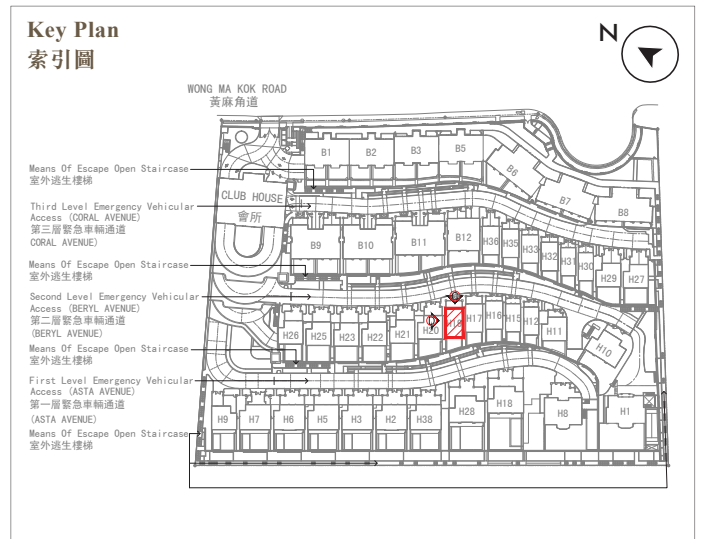 Key Plan
索引圖
N
WONG MA KOK ROAD
黃麻角道
B1
B2
B3
B5
B6
B7
B8
Means Of Escape Open Staircase
室外逃生樓梯
CLUB HOUSE
會所
Third Level Emergency Vehicular
Access (CORAL AVENUE)
第三層緊急車輛通道
CORAL AVENUE)
B9
B10
B11
B12
H36
H35
H33
H32
H31
H30
H29
H27
Means Of Escape Open Staircase
室外逃生樓梯
Second Level Emergency Vehicular
Access (BERYL AVENUE)
第二層緊急車輛通道
(BERYL AVENUE)
H26
H25
H23
H22
H21
H20
H19
H17
H16
H15
H12
H11
H10
Means Of Escape Open Staircase
室外逃生樓梯
First Level Emergency Vehicular
Access (ASTA AVENUE)
第一層緊急車輛通道
(ASTA AVENUE)
H9
H7
H6
H5
H3
H2
H38
H28
H18
H8
H1
Means Of Escape Open Staircase
室外逃生樓梯